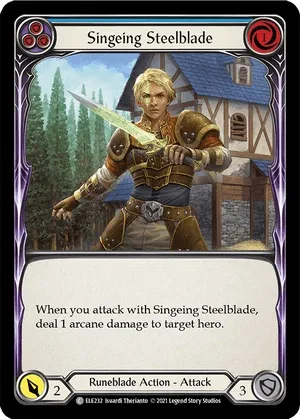 Singeing Steelblade
1
When you attack with Singeing Steelblade,
deal 1 arcane damage to target hero.
2
Runeblade Action - Attack
3
C ELE232 Isuardi Therianto © 2021 Legend Story Studios